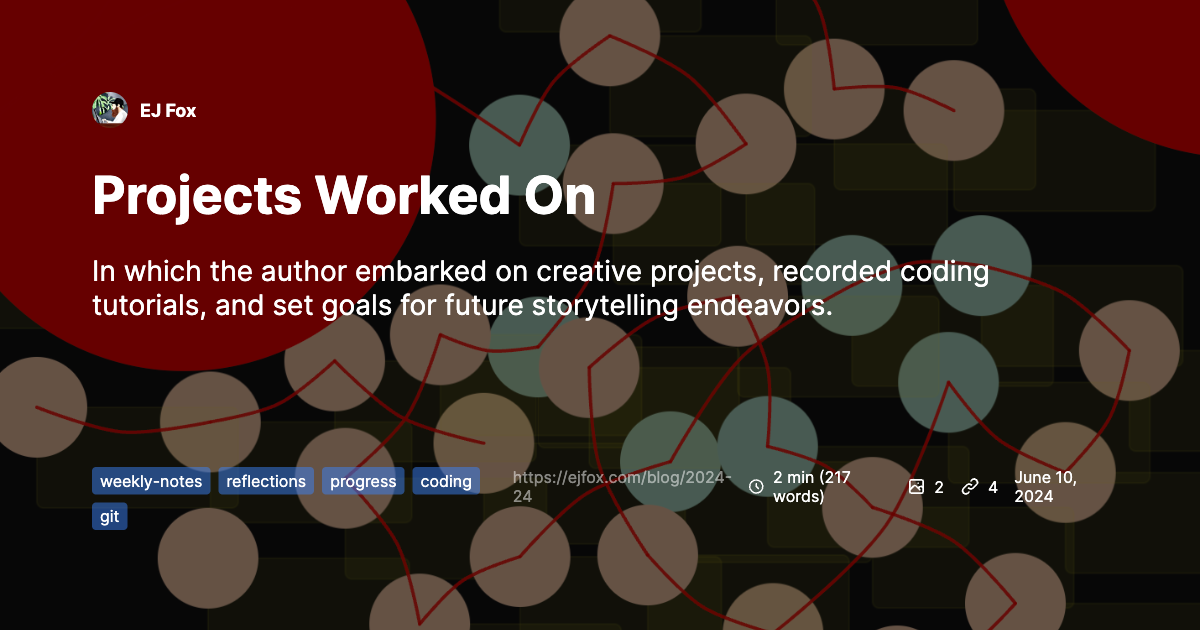 EJ Fox
Projects Worked On
In which the author embarked on creative projects, recorded coding
tutorials, and set goals for future storytelling endeavors.
weekly-notes reflections progress coding
git
https://ejfox.com/blog/2024-
24
2 min (217
words)
2
4
June 10,
2024